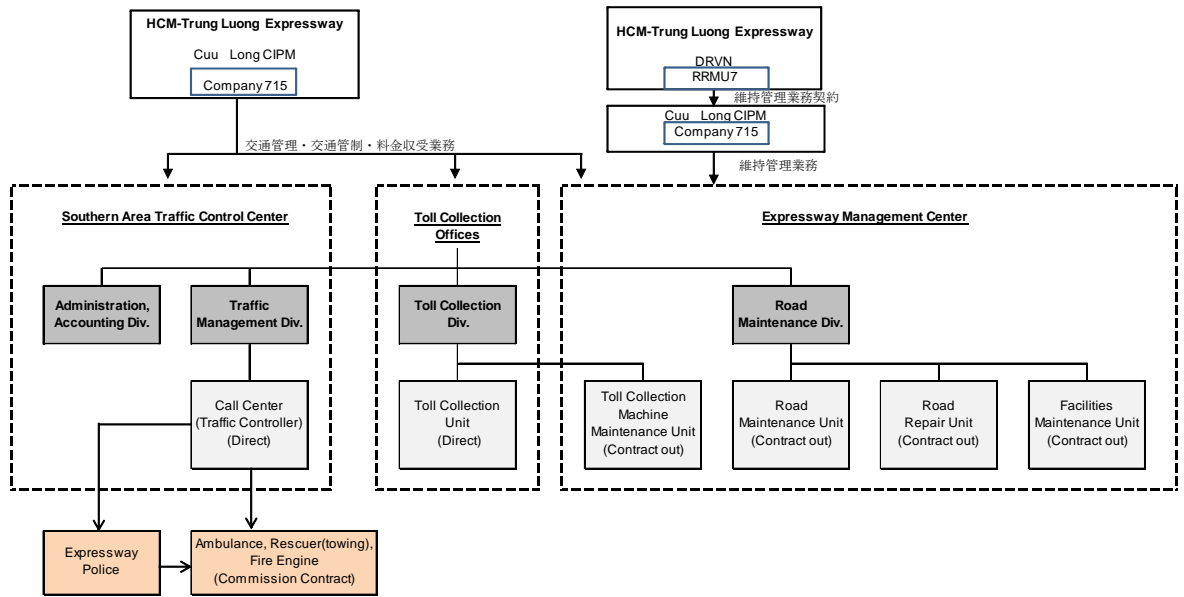 HCM-Trung Luong Expressway
Cuu Long CIPM
Company 715
HCM-Trung Luong Expressway
DRVN
RRMU7
維持管理業務契約
Cuu Long CIPM
Company 715
交通管理・交通管制・料金収受業務
維持管理業務
Southern Area Traffic Control Center
Toll Collection
Offices
Expressway Management Center
Administration,
Accounting Div.
Traffic
Management Div.
Toll Collection
Div.
Road
Maintenance Div.
Call Center
(Traffic Controller)
(Direct)
Toll Collection
Unit
(Direct)
Toll Collection
Machine
Maintenance Unit
(Contract out)
Road
Maintenance Unit
(Contract out)
Road
Repair Unit
(Contract out)
Facilities
Maintenance Unit
(Contract out)
Expressway
Police
Ambulance, Rescuer(towing),
Fire Engine
(Commission Contract)